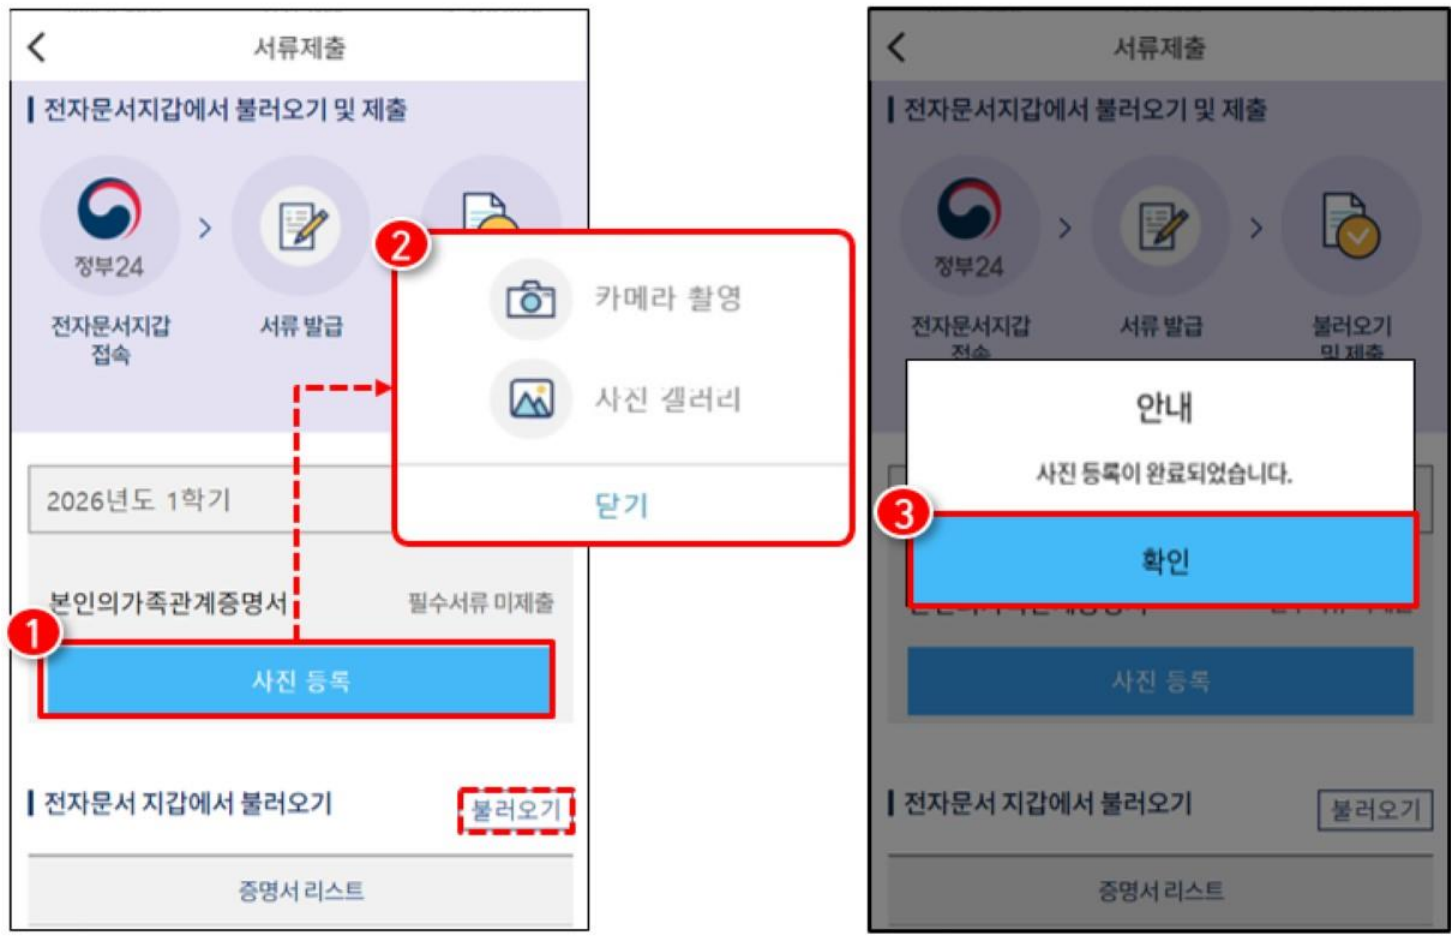 서류제출
전자문서지갑에서 불러오기 및 제출
정부24
전자문서지갑
접속
서류 발급
2
카메라 촬영
사진 갤러리
닫기
2026년도 1학기
본인의가족관계증명서
필수서류 미제출
1
사진 등록
전자문서 지갑에서 불러오기
불러오기
증명서 리스트
서류제출
전자문서지갑에서 불러오기 및 제출
정부24
전자문서지갑
접속
서류 발급
불러오기
및 제출
안내
사진 등록이 완료되었습니다.
3
확인
사진 등록
전자문서 지갑에서 불러오기
불러오기
증명서 리스트